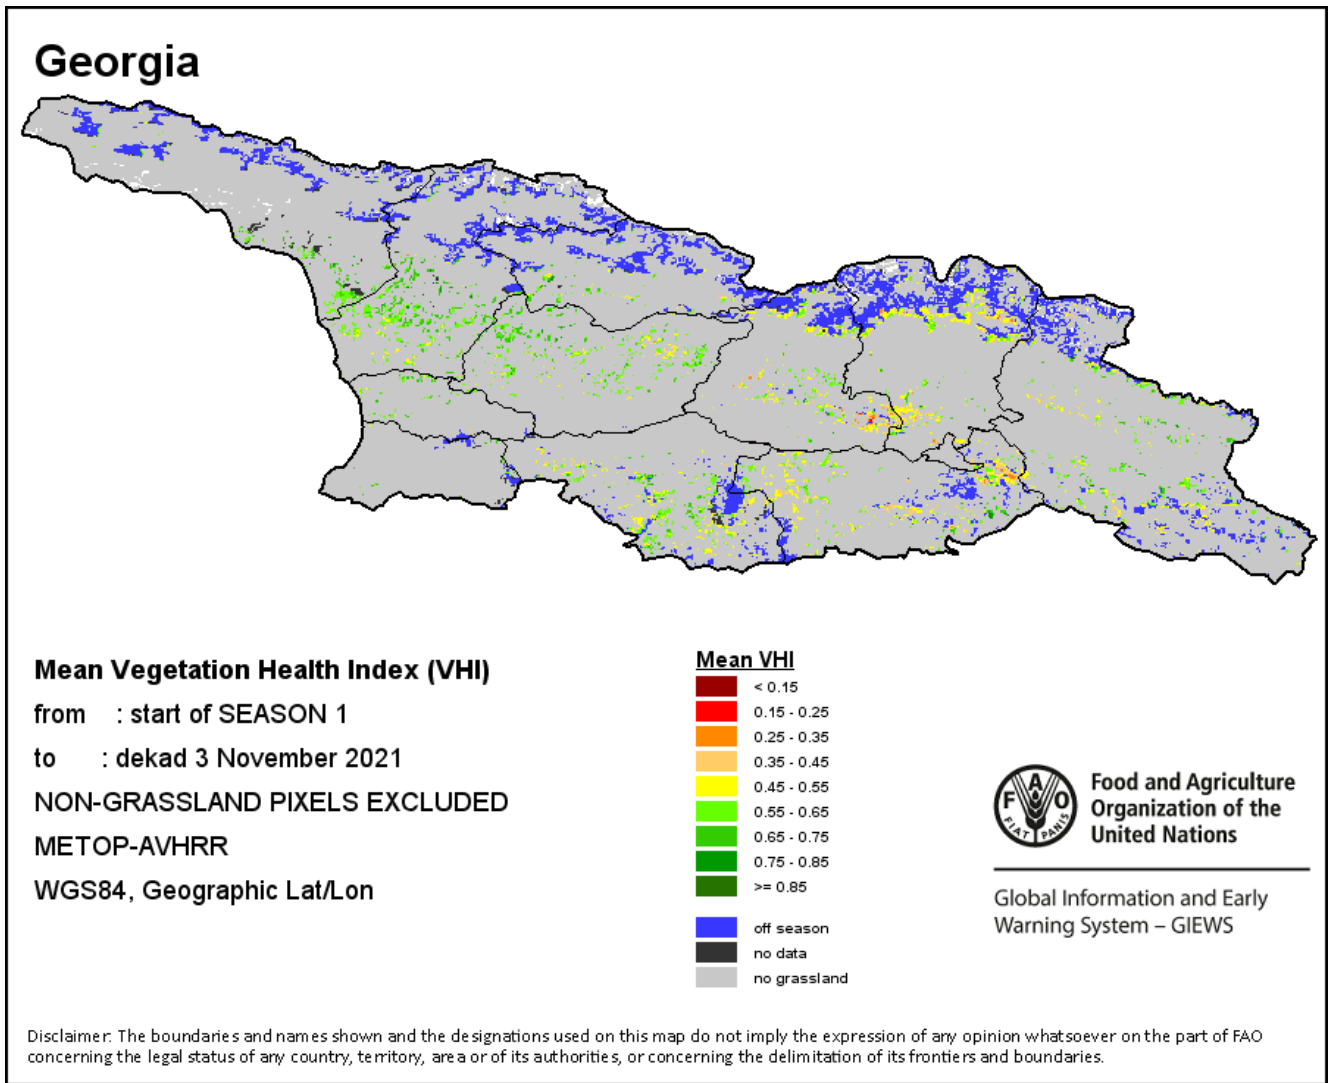 Georgia
Mean Vegetation Health Index (VHI)
from : start of SEASON 1
to : dekad 3 November 2021
NON-GRASSLAND PIXELS EXCLUDED
METOP-AVHRR
WGS84, Geographic Lat/Lon
Mean VHI
< 0.15
0.15 - 0.25
0.25 - 0.35
0.35 - 0.45
0.45 - 0.55
0.55 - 0.65
0.65 - 0.75
0.75 - 0.85
>= 0.85
off season
no data
no grassland
F A O
FIAT PANIS
Food and Agriculture
Organization of the
United Nations
Global Information and Early
Warning System – GIEWS
Disclaimer: The boundaries and names shown and the designations used on this map do not imply the expression of any opinion whatsoever on the part of FAO
concerning the legal status of any country, territory, area or of its authorities, or concerning the delimitation of its frontiers and boundaries.